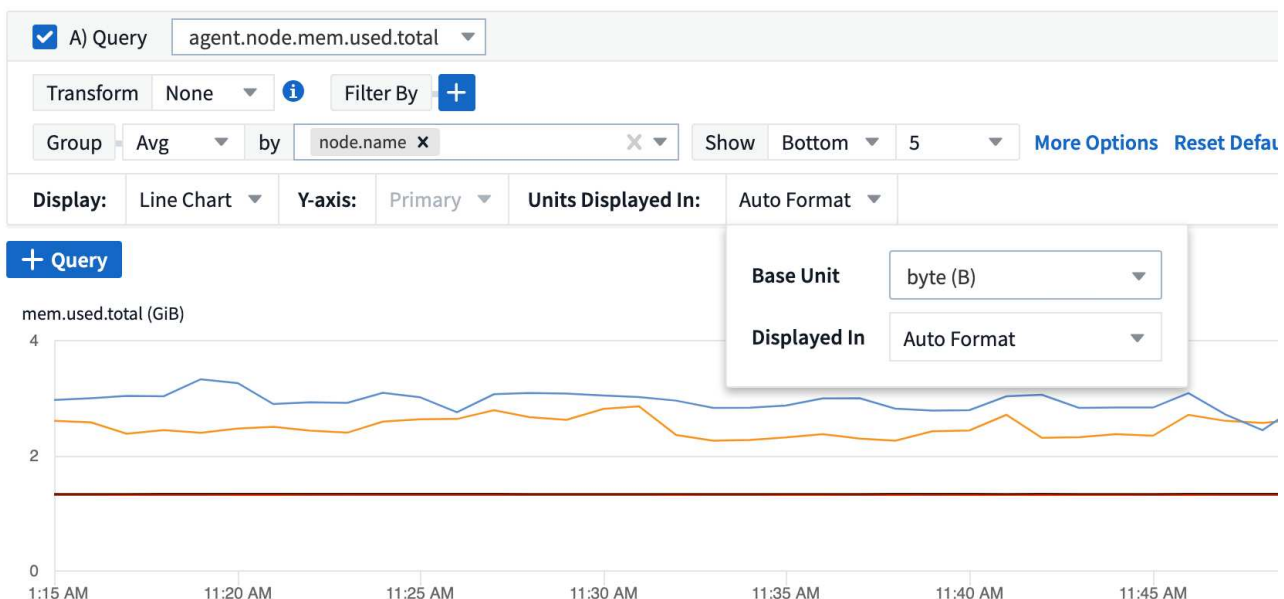 A) Query agent.node.mem.used.total
Transform None i Filter By +
Group Avg by node.name × Show Bottom 5 More Options Reset Defau
Display: Line Chart Y-axis: Primary Units Displayed In: Auto Format
+ Query
Base Unit byte (B)
Displayed In Auto Format
mem.used.total (GiB)
4
2
0
1:15 AM 11:20 AM 11:25 AM 11:30 AM 11:35 AM 11:40 AM 11:45 AM